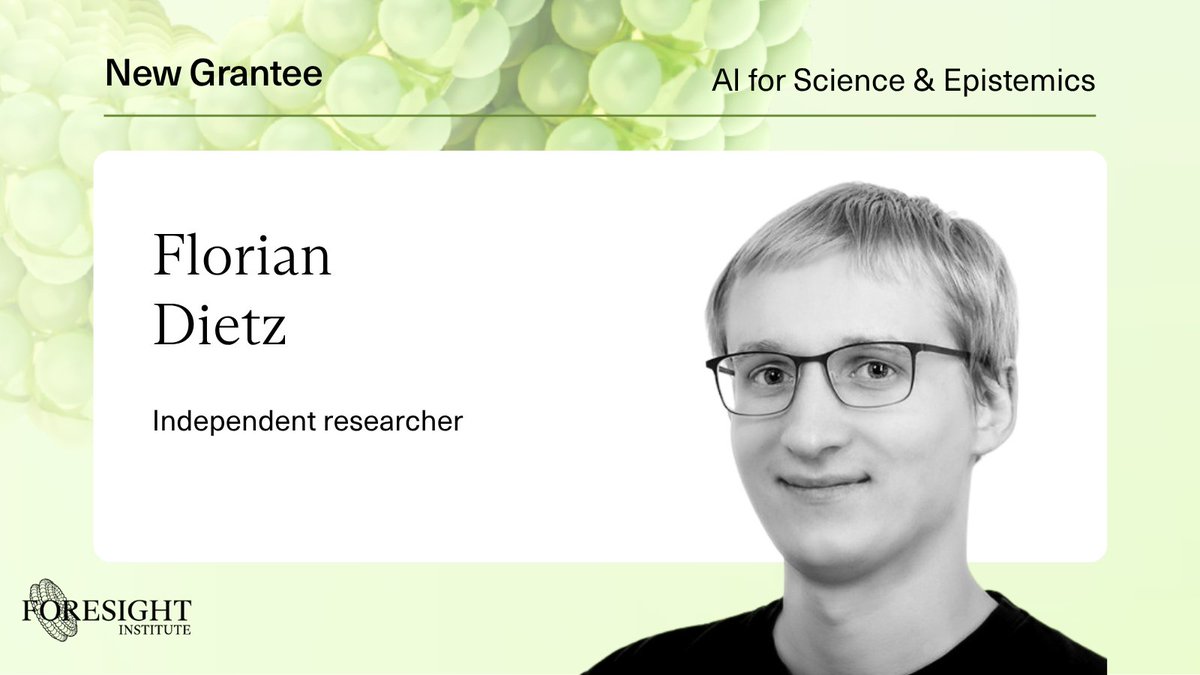 New Grantee
AI for Science & Epistemics
Florian
Dietz
Independent researcher
FORESIGHT
INSTITUTE